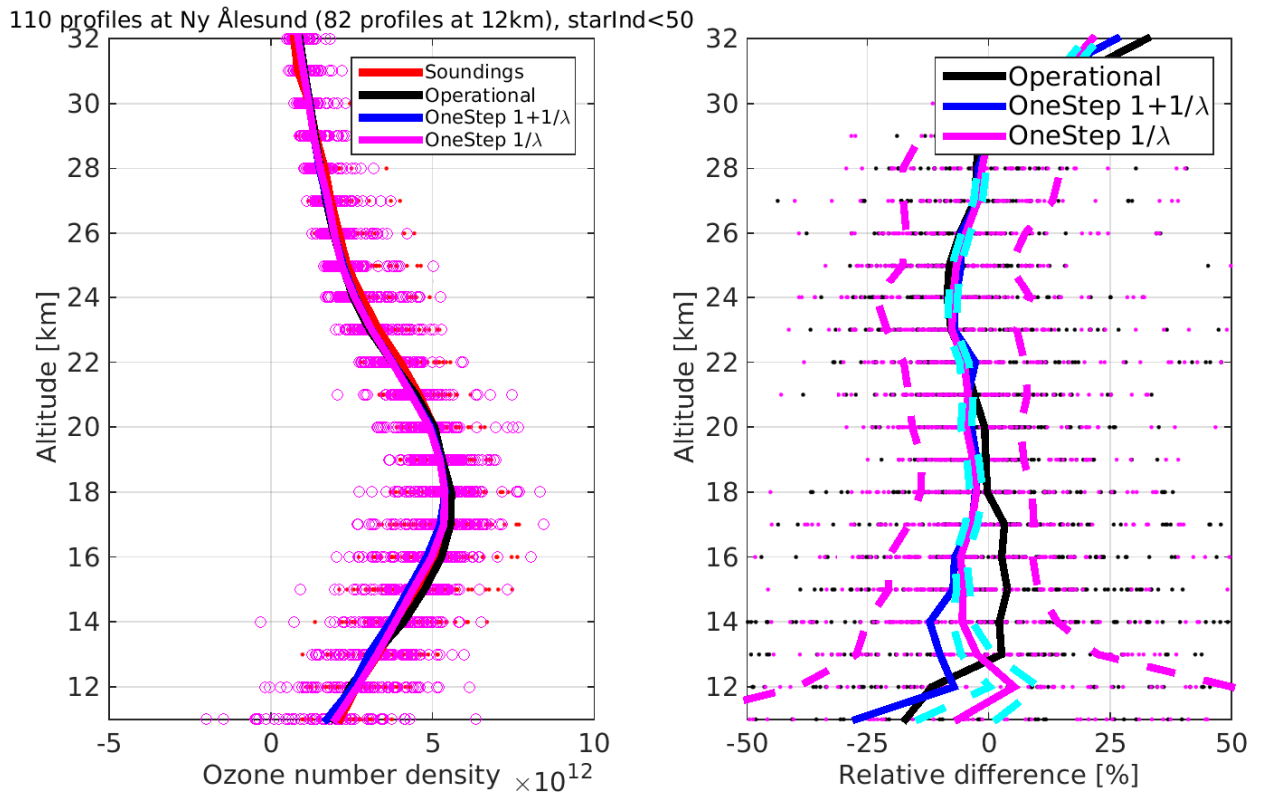 110 profiles at Ny Ålesund (82 profiles at 12km), starInd<50
32
30
28
26
24
22
20
18
16
14
12
Altitude [km]
Soundings
Operational
OneStep 1+1/λ
OneStep 1/λ
-5
0
5
10
Ozone number density ×10^12
32
30
28
26
24
22
20
18
16
14
12
Altitude [km]
Operational
OneStep 1+1/λ
OneStep 1/λ
-50
-25
0
25
50
Relative difference [%]